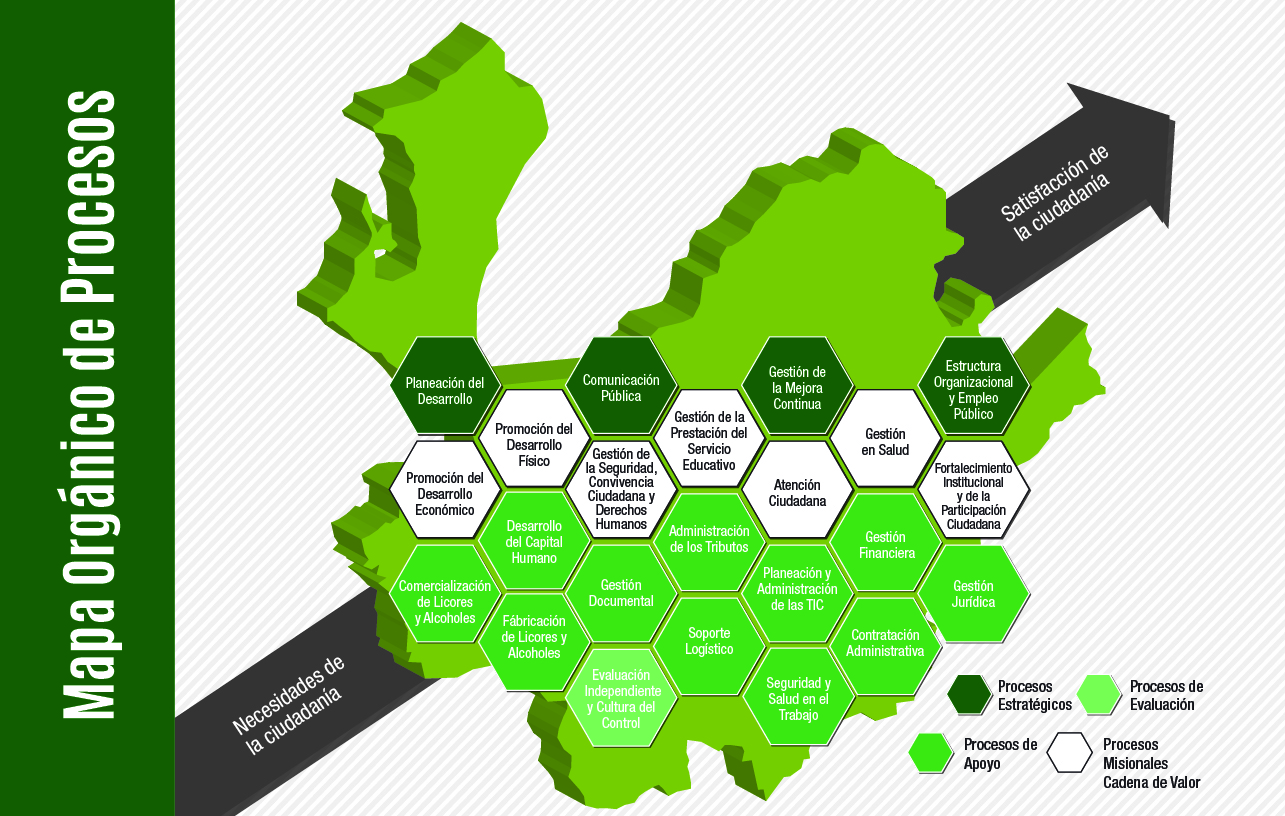 Mapa Orgánico de Procesos
Satisfacción de
la ciudadanía
Planeación del
Desarrollo
Comunicación
Pública
Gestión de
la Mejora
Continua
Estructura
Organizacional
y Empleo
Público
Promoción del
Desarrollo
Físico
Gestión de la
Prestación del
Servicio
Educativo
Gestión
en Salud
Promoción del
Desarrollo
Económico
Gestión de
la Seguridad,
Convivencia
Ciudadana y
Derechos
Humanos
Atención
Ciudadana
Fortalecimiento
Institucional
y de la
Participación
Ciudadana
Desarrollo
del Capital
Humano
Administración
de los Tributos
Gestión
Financiera
Comercialización
de Licores
y Alcoholes
Gestión
Documental
Planeación y
Administración
de las TIC
Gestión
Jurídica
Fábricación
de Licores y
Alcoholes
Soporte
Logístico
Contratación
Administrativa
Evaluación
Independiente
y Cultura del
Control
Seguridad y
Salud en el
Trabajo
Necesidades de
la ciudadanía
Procesos
Estratégicos
Procesos de
Evaluación
Procesos de
Apoyo
Procesos
Misionales
Cadena de Valor